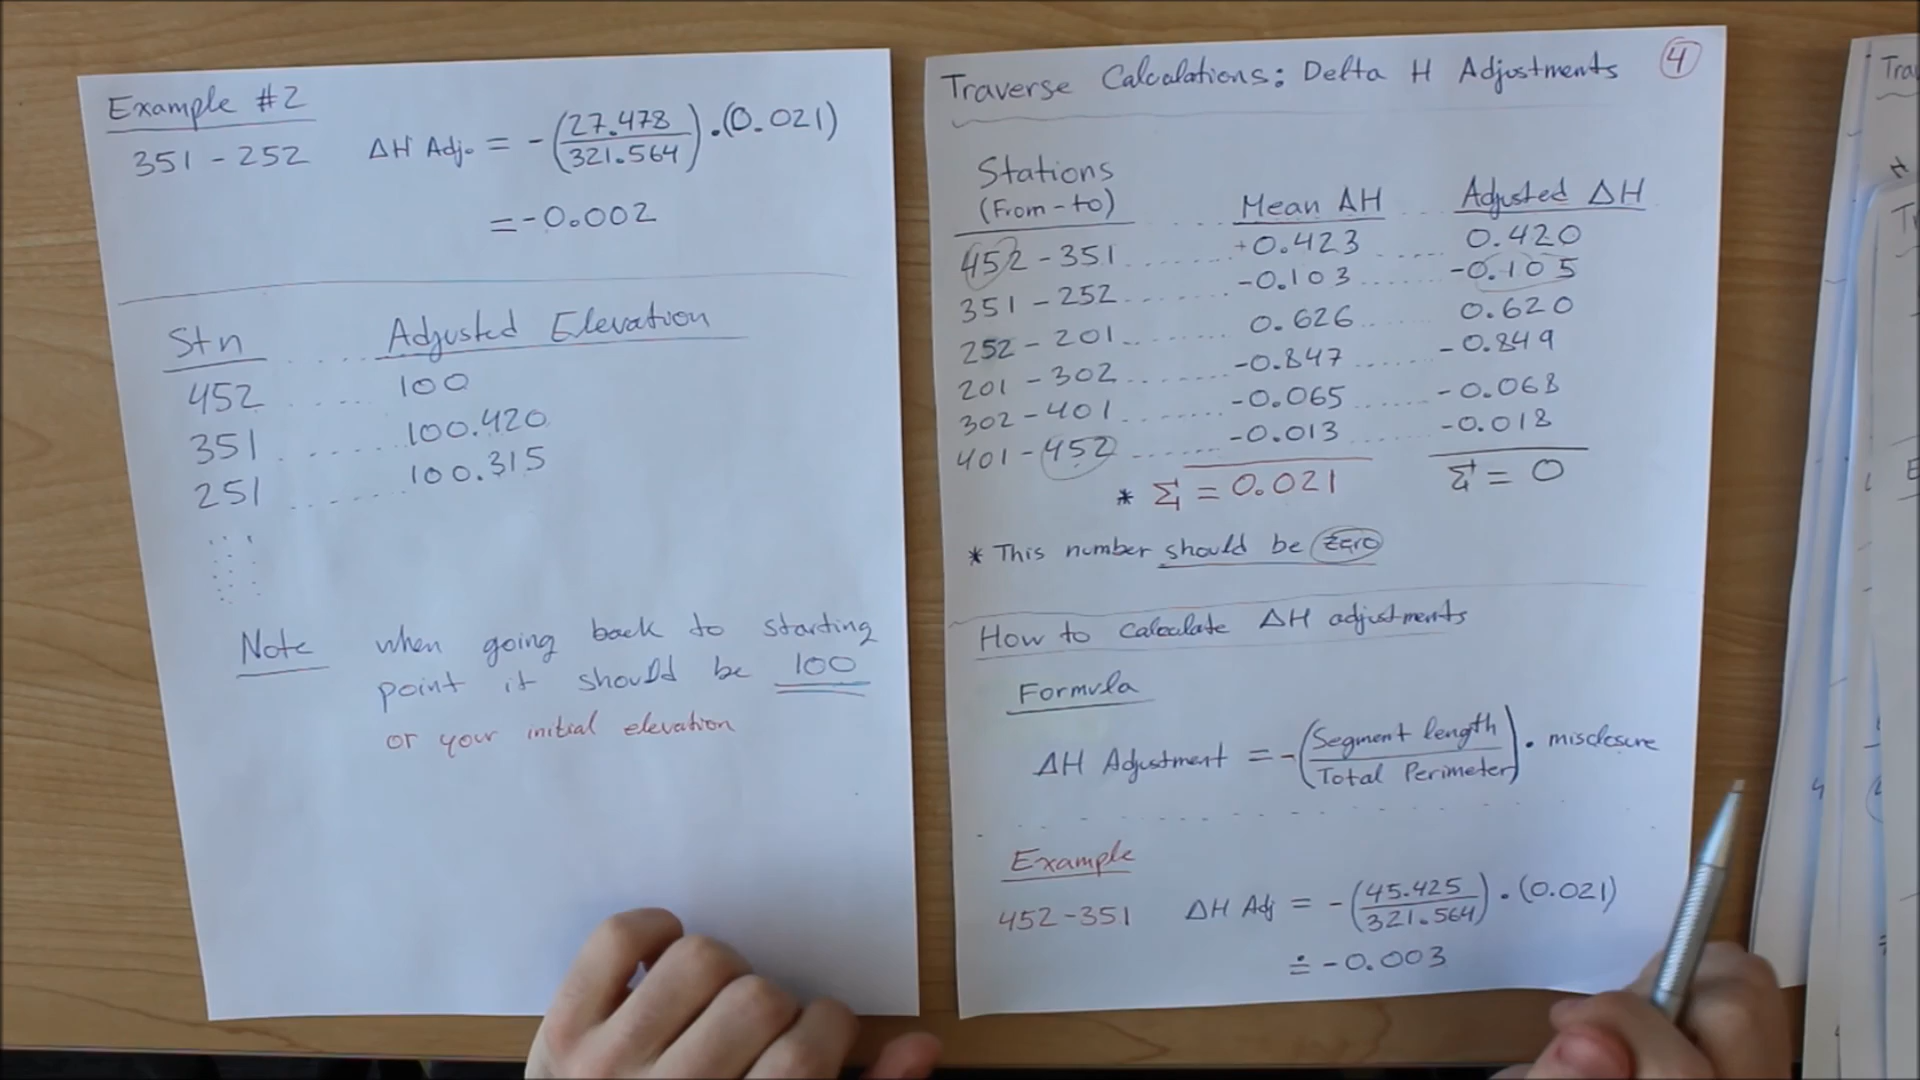 Example #2
351 - 252 ΔH Adj. = -(27.478/321.564).(0.021)
= -0.002
Stn Adjusted Elevation
452 100
351 100.420
251 100.315
Note when going back to starting
point it should be 100
or your initial elevation
Traverse Calculations: Delta H Adjustments 4
Stations
(From-to) Mean ΔH Adjusted ΔH
452 - 351 +0.423 0.420
351 - 252 -0.103 -0.105
252 - 201 0.626 0.620
201 - 302 -0.847 -0.849
302 - 401 -0.065 -0.068
401 - 452 -0.013 -0.018
* Σ = 0.021 Σ = 0
* This number should be zero
How to calculate ΔH adjustments
Formula
ΔH Adjustment = -(Segment length/Total Perimeter) . misclosure
Example
452-351 ΔH Adj = -(45.425/321.564) . (0.021)
≐ -0.003